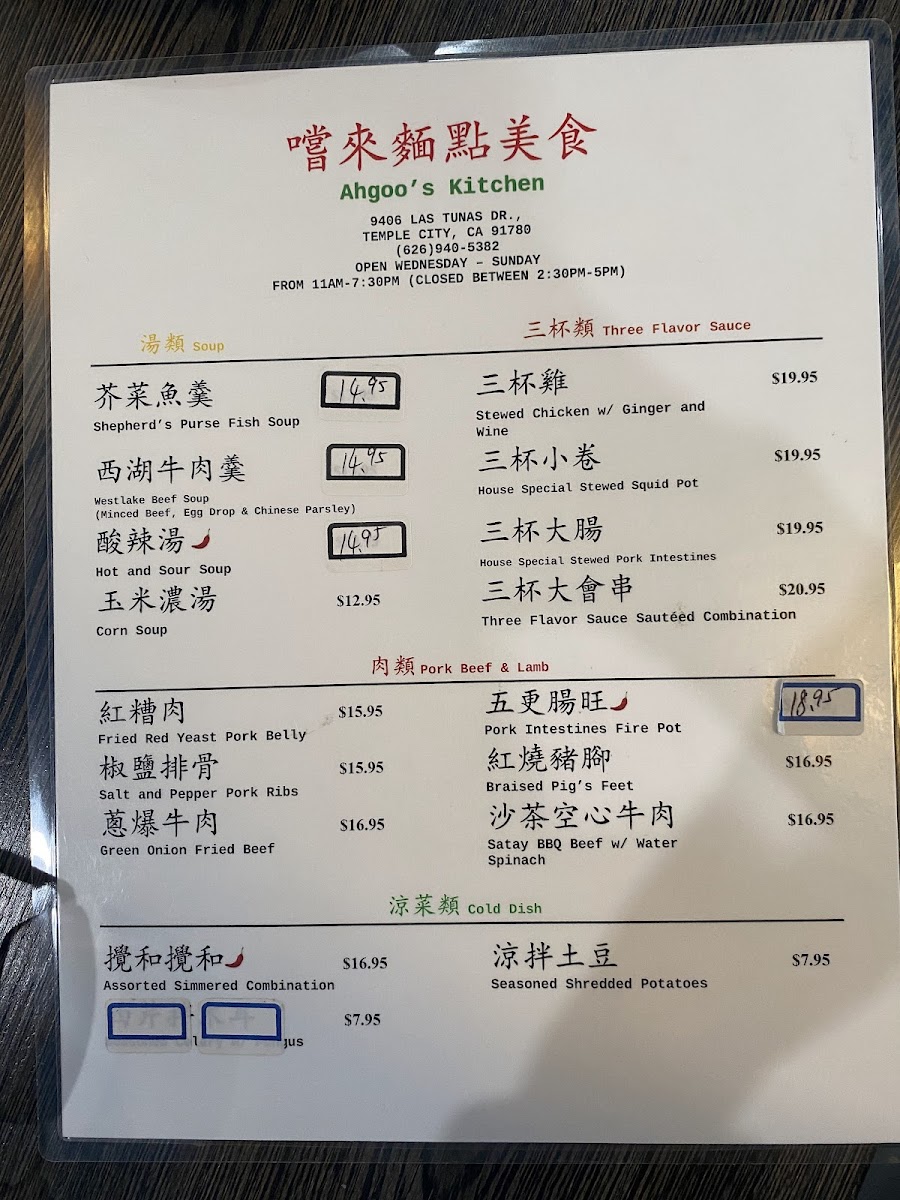 嚐來麵點美食
Ahgoo's Kitchen
9406 LAS TUNAS DR.,
TEMPLE CITY, CA 91780
(626)940-5382
OPEN WEDNESDAY – SUNDAY
FROM 11AM-7:30PM (CLOSED BETWEEN 2:30PM-5PM)
湯類 Soup
芥菜魚羹 14.95
Shepherd's Purse Fish Soup
西湖牛肉羹 14.95
Westlake Beef Soup
(Minced Beef, Egg Drop & Chinese Parsley)
酸辣湯 14.95
Hot and Sour Soup
玉米濃湯 $12.95
Corn Soup
三杯類 Three Flavor Sauce
三杯雞 $19.95
Stewed Chicken w/ Ginger and
Wine
三杯小卷 $19.95
House Special Stewed Squid Pot
三杯大腸 $19.95
House Special Stewed Pork Intestines
三杯大會串 $20.95
Three Flavor Sauce Sautéed Combination
肉類 Pork Beef & Lamb
紅糟肉 $15.95
Fried Red Yeast Pork Belly
椒鹽排骨 $15.95
Salt and Pepper Pork Ribs
蔥爆牛肉 $16.95
Green Onion Fried Beef
五更腸旺 18.95
Pork Intestines Fire Pot
紅燒豬腳 $16.95
Braised Pig's Feet
沙茶空心牛肉 $16.95
Satay BBQ Beef w/ Water
Spinach
涼菜類 Cold Dish
攪和攪和 $16.95
Assorted Simmered Combination
$7.95
涼拌土豆 $7.95
Seasoned Shredded Potatoes